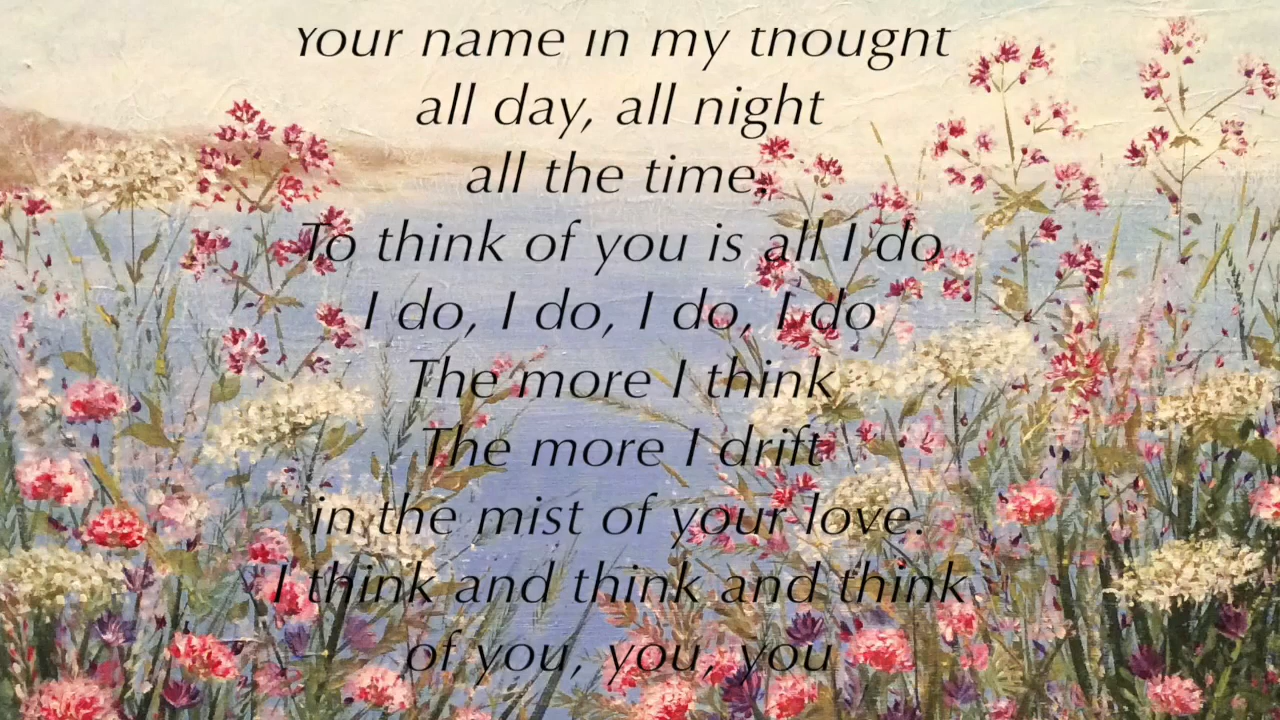 Your name in my thought
all day, all night
all the time.
To think of you is all I do
I do, I do, I do, I do
The more I think
The more I drift
in the mist of your love.
I think and think and think
of you, you, you